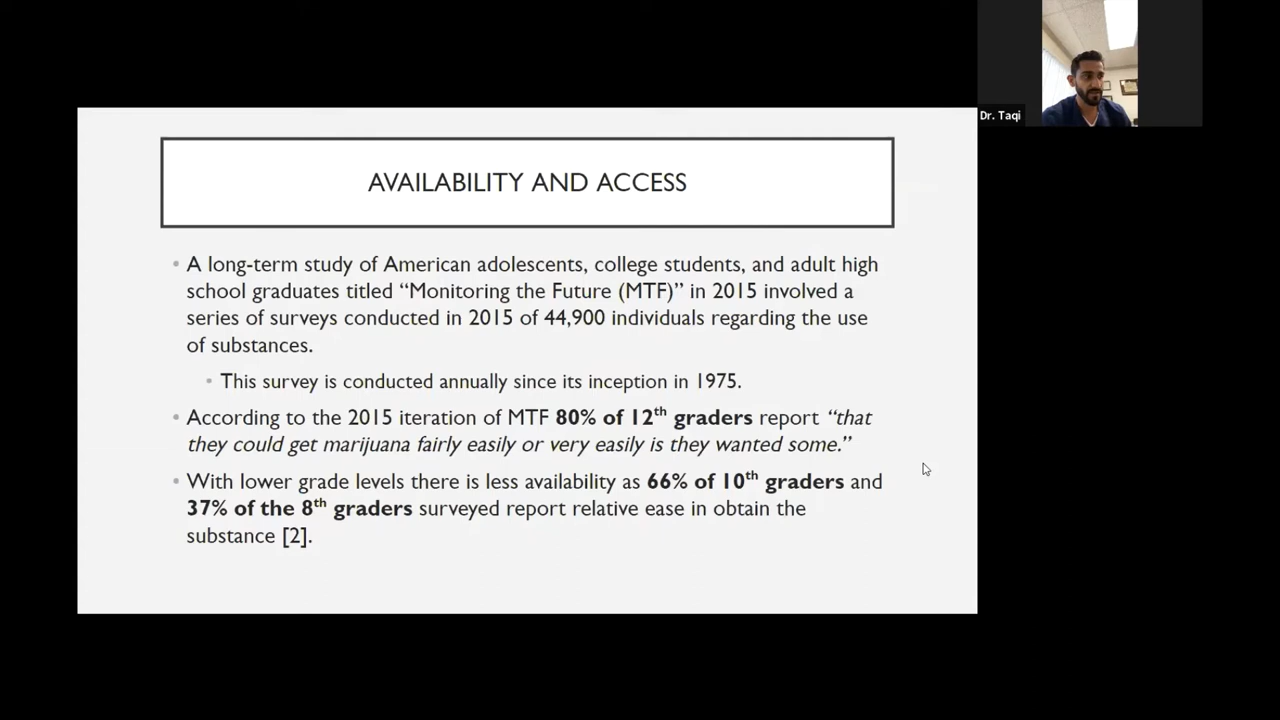 Dr. Taqi
AVAILABILITY AND ACCESS
• A long-term study of American adolescents, college students, and adult high
school graduates titled “Monitoring the Future (MTF)” in 2015 involved a
series of surveys conducted in 2015 of 44,900 individuals regarding the use
of substances.
• This survey is conducted annually since its inception in 1975.
• According to the 2015 iteration of MTF 80% of 12th graders report “that
they could get marijuana fairly easily or very easily is they wanted some.”
• With lower grade levels there is less availability as 66% of 10th graders and
37% of the 8th graders surveyed report relative ease in obtain the
substance [2].